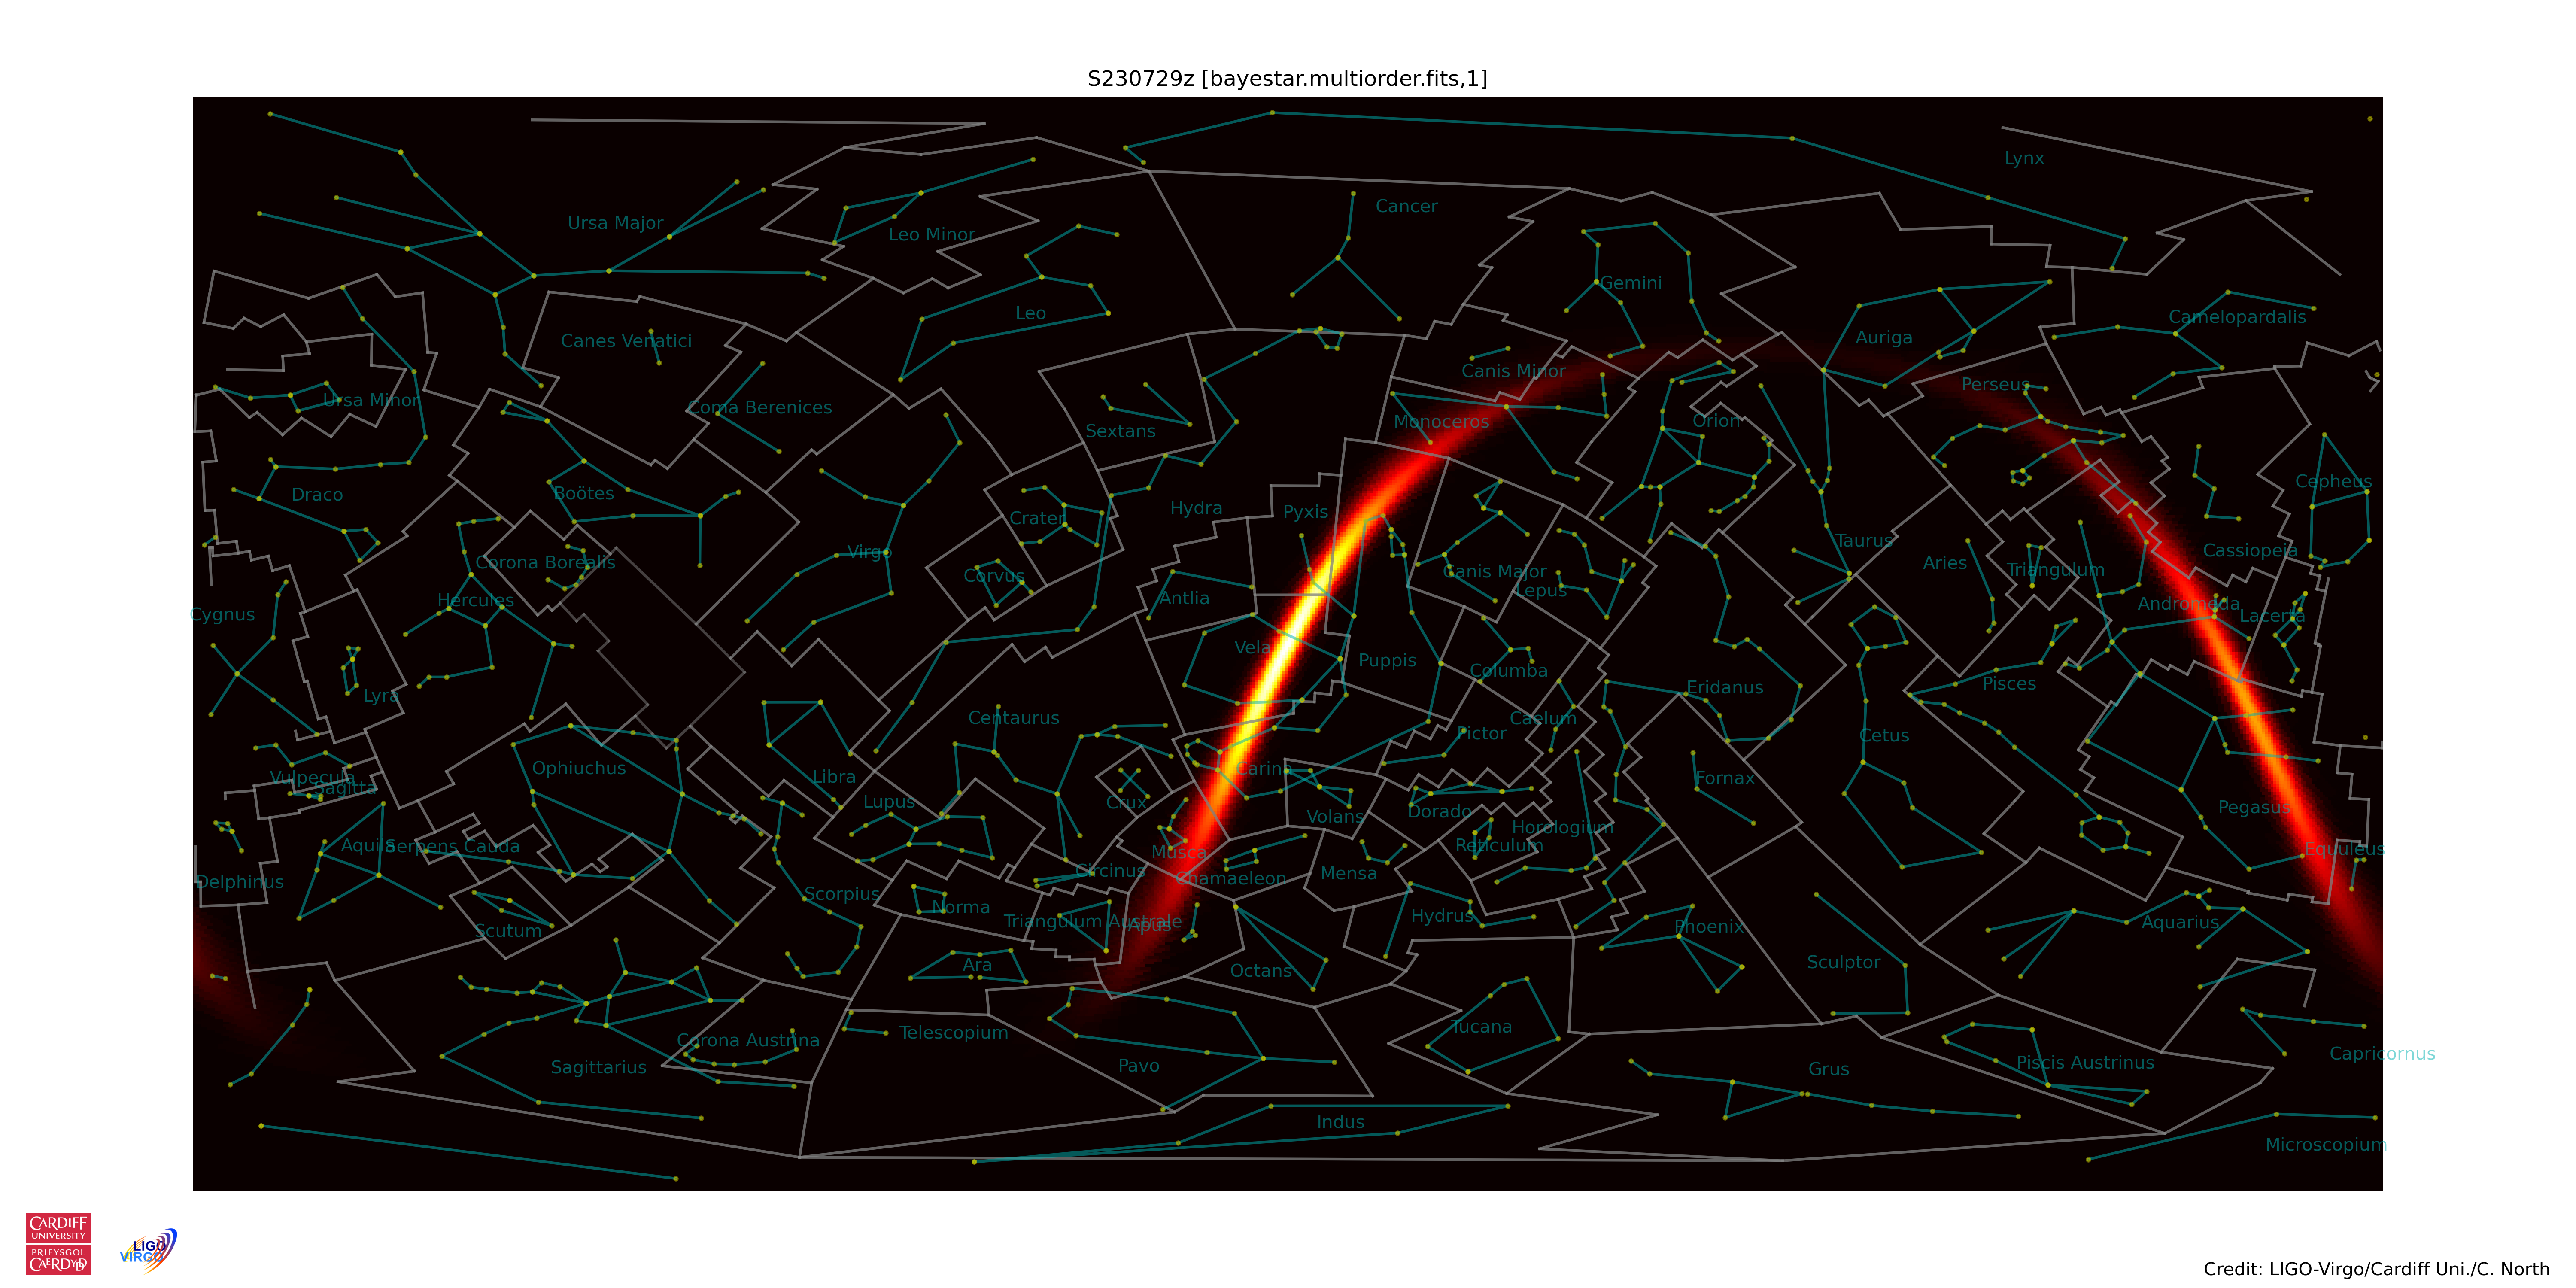 S230729z [bayestar.multiorder.fits,1]
Lynx
Cancer
Ursa Major
Leo Minor
Gemini
Leo
Camelopardalis
Auriga
Canes Venatici
Canis Minor
Perseus
Ursa Minor
Coma Berenices
Monoceros
Orion
Sextans
Cepheus
Draco
Boötes
Hydra
Pyxis
Crater
Taurus
Virgo
Cassiopeia
Corona Borealis
Aries
Triangulum
Canis Major
Corvus
Lepus
Hercules
Antlia
Andromeda
Cygnus
Lacerta
Vela
Puppis
Columba
Pisces
Eridanus
Lyra
Centaurus
Caelum
Pictor
Cetus
Ophiuchus
Carina
Libra
Vulpecula
Fornax
Sagitta
Lupus
Crux
Pegasus
Dorado
Volans
Horologium
Aquila
Serpens Cauda
Reticulum
Equuleus
Musca
Circinus
Mensa
Chamaeleon
Delphinus
Scorpius
Norma
Hydrus
Triangulum Australe
Apus
Aquarius
Phoenix
Scutum
Ara
Sculptor
Octans
Tucana
Telescopium
Corona Austrina
Capricornus
Piscis Austrinus
Pavo
Sagittarius
Grus
Indus
Microscopium
CARDIFF
UNIVERSITY
PRIFYSGOL
CAERDYDD
LIGO
VIRGO
Credit: LIGO-Virgo/Cardiff Uni./C. North